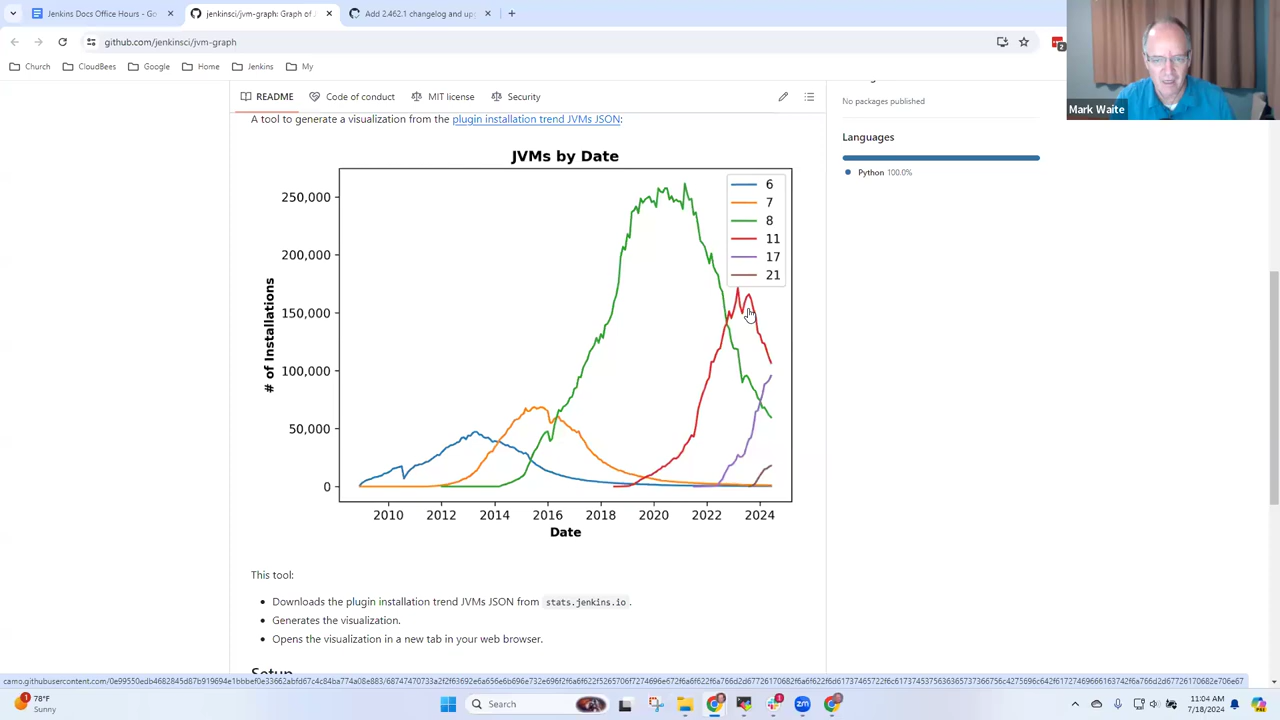 Jenkins Docs Office Hours - Go
jenkinsci/jvm-graph: Graph of J
Add 2.462.1 changelog and up
github.com/jenkinsci/jvm-graph
2
Church
CloudBees
Google
Home
Jenkins
My
Mark Waite
README
Code of conduct
MIT license
Security
No packages published
Languages
Python 100.0%
A tool to generate a visualization from the plugin installation trend JVMs JSON:
JVMs by Date
6
7
8
11
17
21
250,000
200,000
150,000
100,000
50,000
0
# of Installations
2010
2012
2014
2016
2018
2020
2022
2024
Date
This tool:
Downloads the plugin installation trend JVMs JSON from stats.jenkins.io.
Generates the visualization.
Opens the visualization in a new tab in your web browser.
Setup
1
78°F
Sunny
Search
zm
11:04 AM
7/18/2024